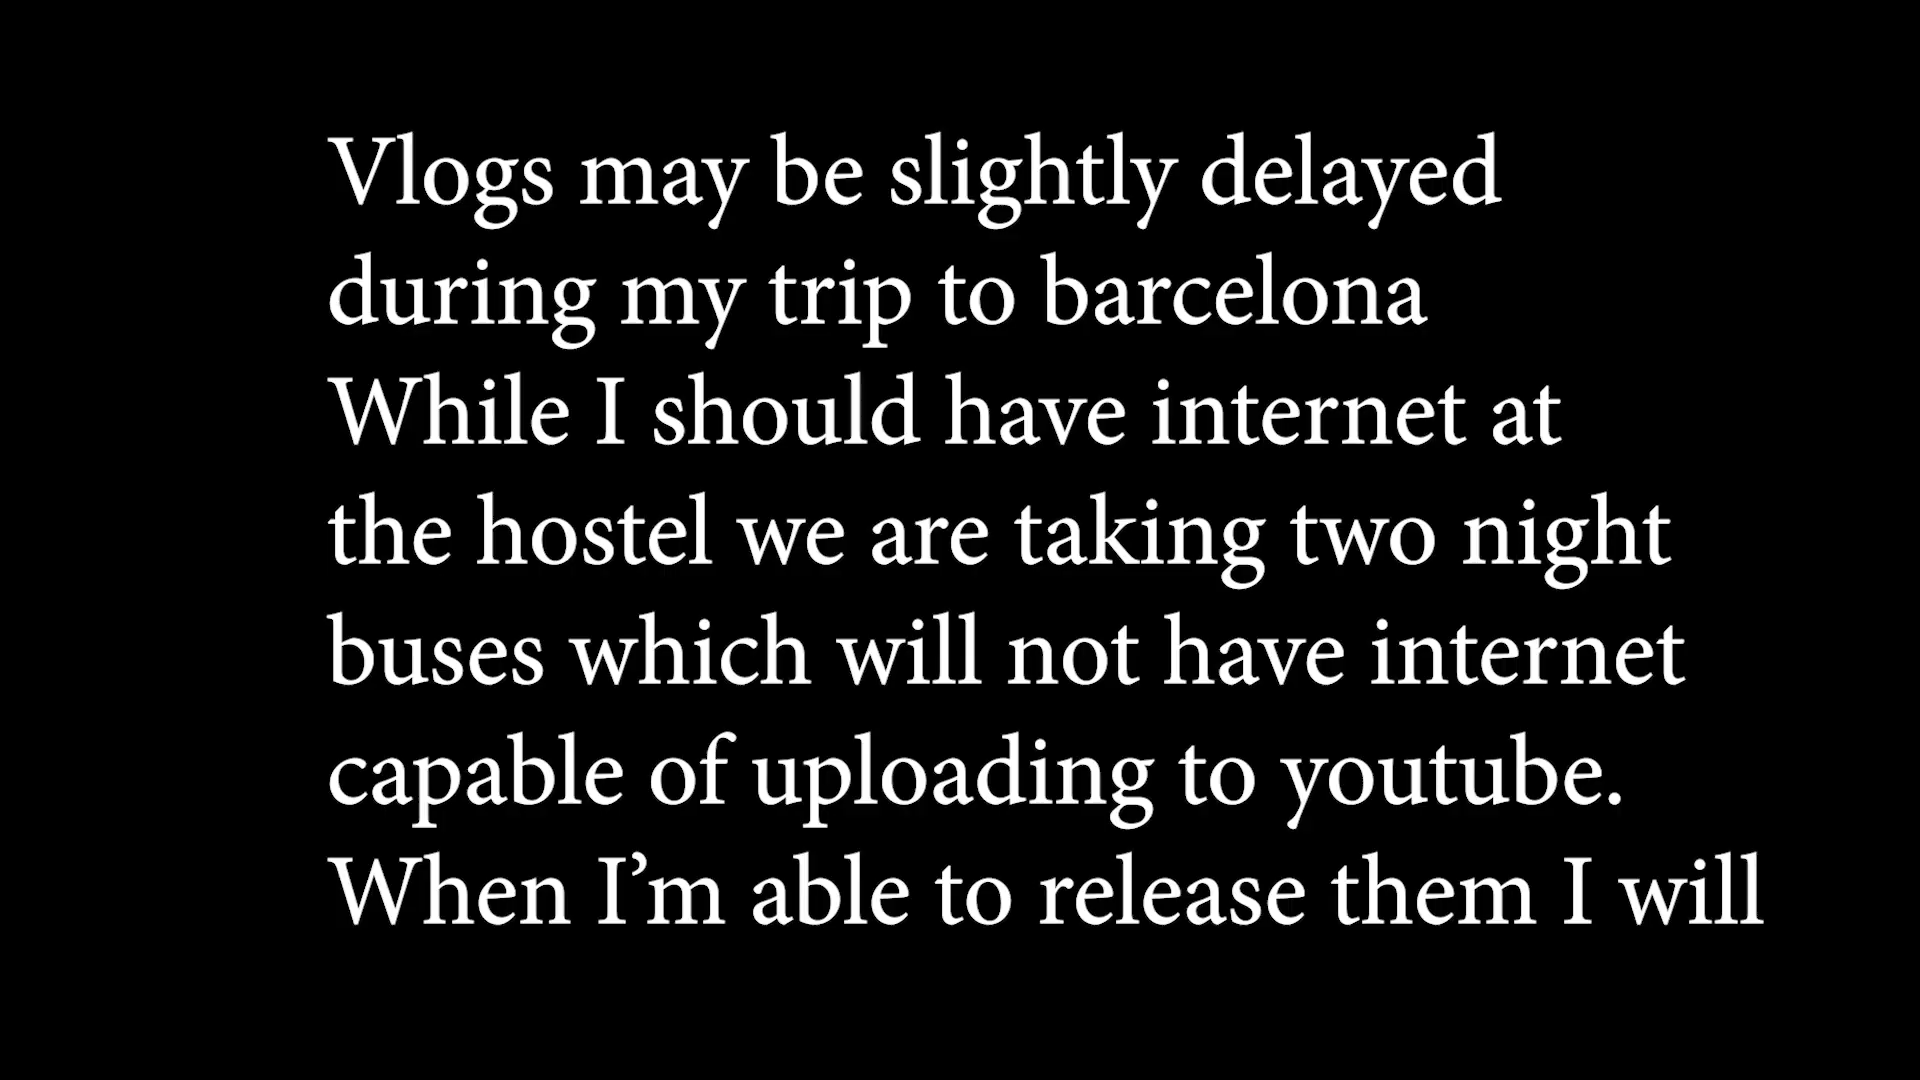 Vlogs may be slightly delayed
during my trip to barcelona
While I should have internet at
the hostel we are taking two night
buses which will not have internet
capable of uploading to youtube.
When I’m able to release them I will